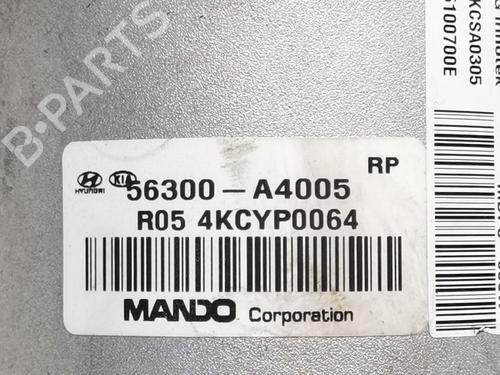 B-PARTS
RP
HYUNDAI KIA
56300-A4005
R05 4KCYP0064
MANDO Corporation
KCSA0305
5100700E